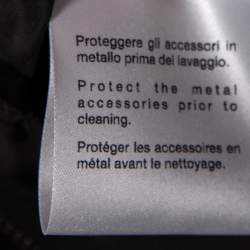 Proteggere gli accessori in
metallo prima del lavaggio.
Protect the metal
accessories prior to
cleaning.
Protéger les accessoires en
métal avant le nettoyage.